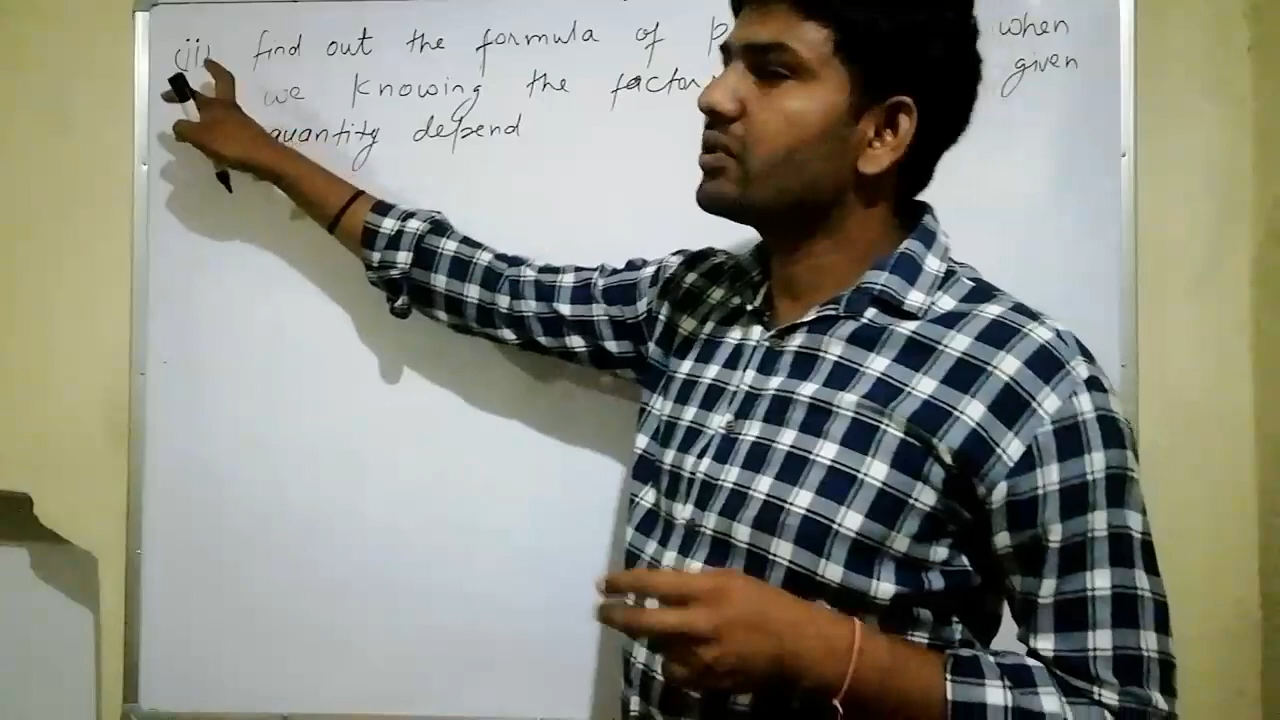 (ii) find out the formula of when
we knowing the given
quantity depend